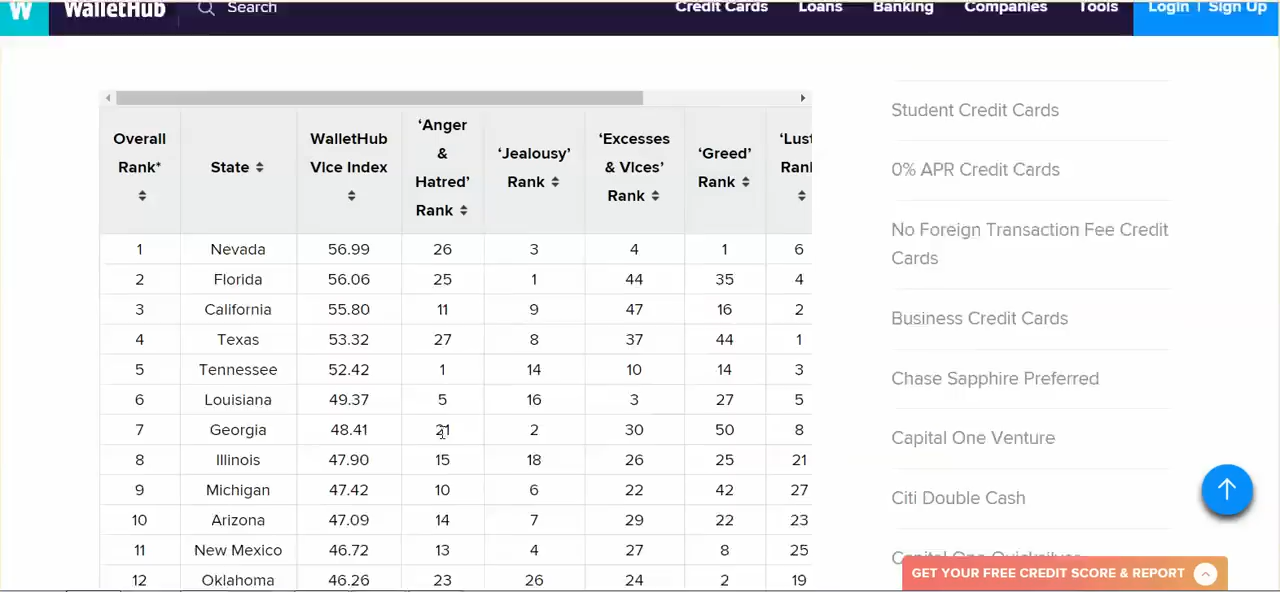 W WalletHub Search Credit Cards Loans Banking Companies Tools Login | Sign Up
Overall Rank* State WalletHub Vice Index ‘Anger & Hatred’ Rank ‘Jealousy’ Rank ‘Excesses & Vices’ Rank ‘Greed’ Rank ‘Lust Rank
1 Nevada 56.99 26 3 4 1 6
2 Florida 56.06 25 1 44 35 4
3 California 55.80 11 9 47 16 2
4 Texas 53.32 27 8 37 44 1
5 Tennessee 52.42 1 14 10 14 3
6 Louisiana 49.37 5 16 3 27 5
7 Georgia 48.41 21 2 30 50 8
8 Illinois 47.90 15 18 26 25 21
9 Michigan 47.42 10 6 22 42 27
10 Arizona 47.09 14 7 29 22 23
11 New Mexico 46.72 13 4 27 8 25
12 Oklahoma 46.26 23 26 24 2 19
Student Credit Cards
0% APR Credit Cards
No Foreign Transaction Fee Credit
Cards
Business Credit Cards
Chase Sapphire Preferred
Capital One Venture
Citi Double Cash
Capital One Quicksilver
GET YOUR FREE CREDIT SCORE & REPORT